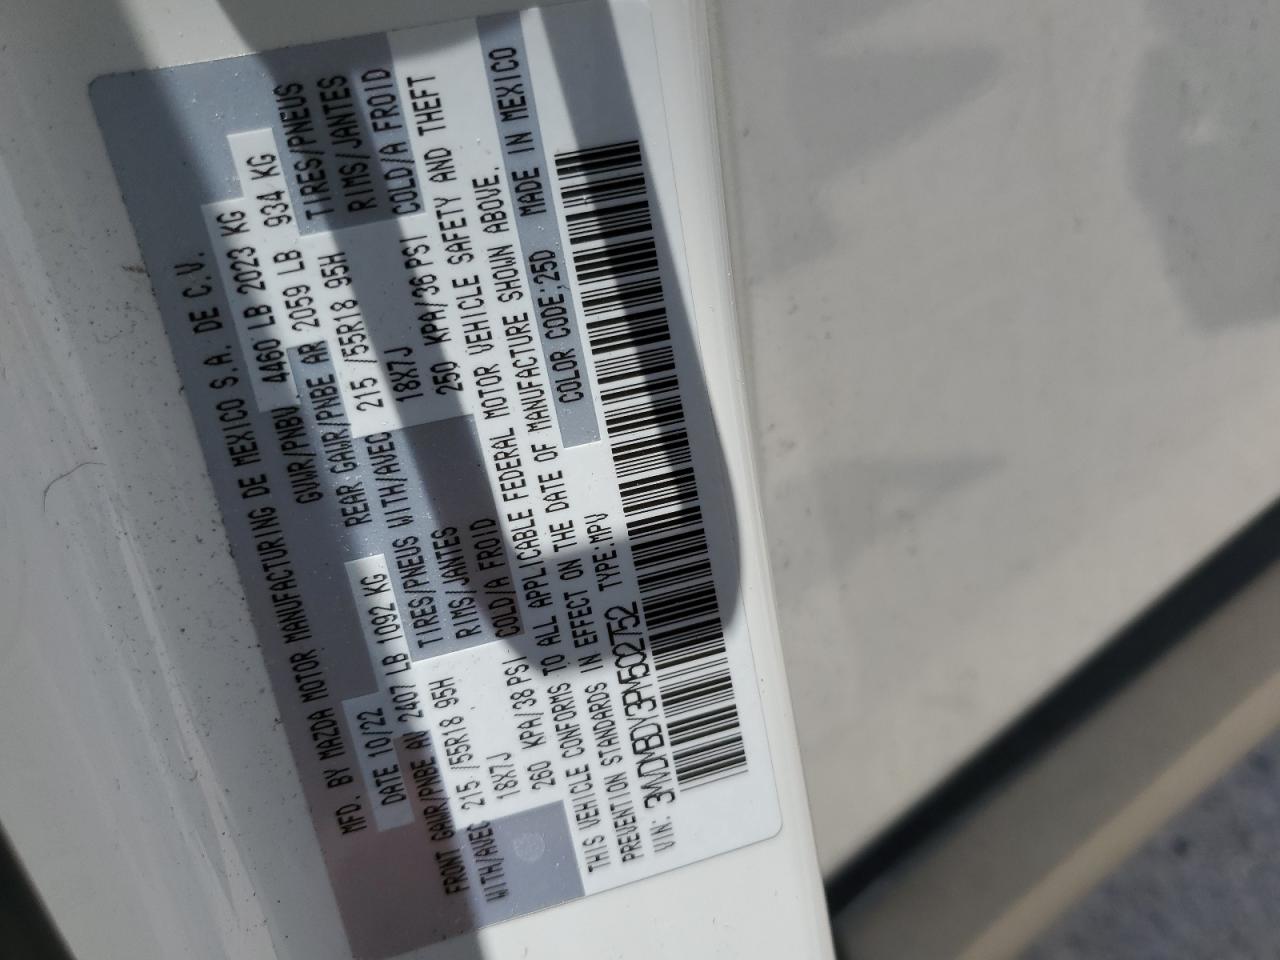 MFD. BY MAZDA MOTOR MANUFACTURING DE MEXICO S.A. DE C.V.
DATE 10/22 GVWR/PNBV 4460 LB 2023 KG
FRONT GAWR/PNBE AV 2407 LB 1092 KG REAR GAWR/PNBE AR 2059 LB 934 KG
WITH/AVEC 215 /55R18 95H TIRES/PNEUS WITH/AVEC 215 /55R18 95H TIRES/PNEUS
18X7J RIMS/JANTES 18X7J RIMS/JANTES
260 KPA/38 PSI COLD/A FROID 250 KPA/36 PSI COLD/A FROID
THIS VEHICLE CONFORMS TO ALL APPLICABLE FEDERAL MOTOR VEHICLE SAFETY AND THEFT
PREVENTION STANDARDS IN EFFECT ON THE DATE OF MANUFACTURE SHOWN ABOVE.
VIN: 3MVDMBDY3PM502752 TYPE:MPV COLOR CODE:25D MADE IN MEXICO